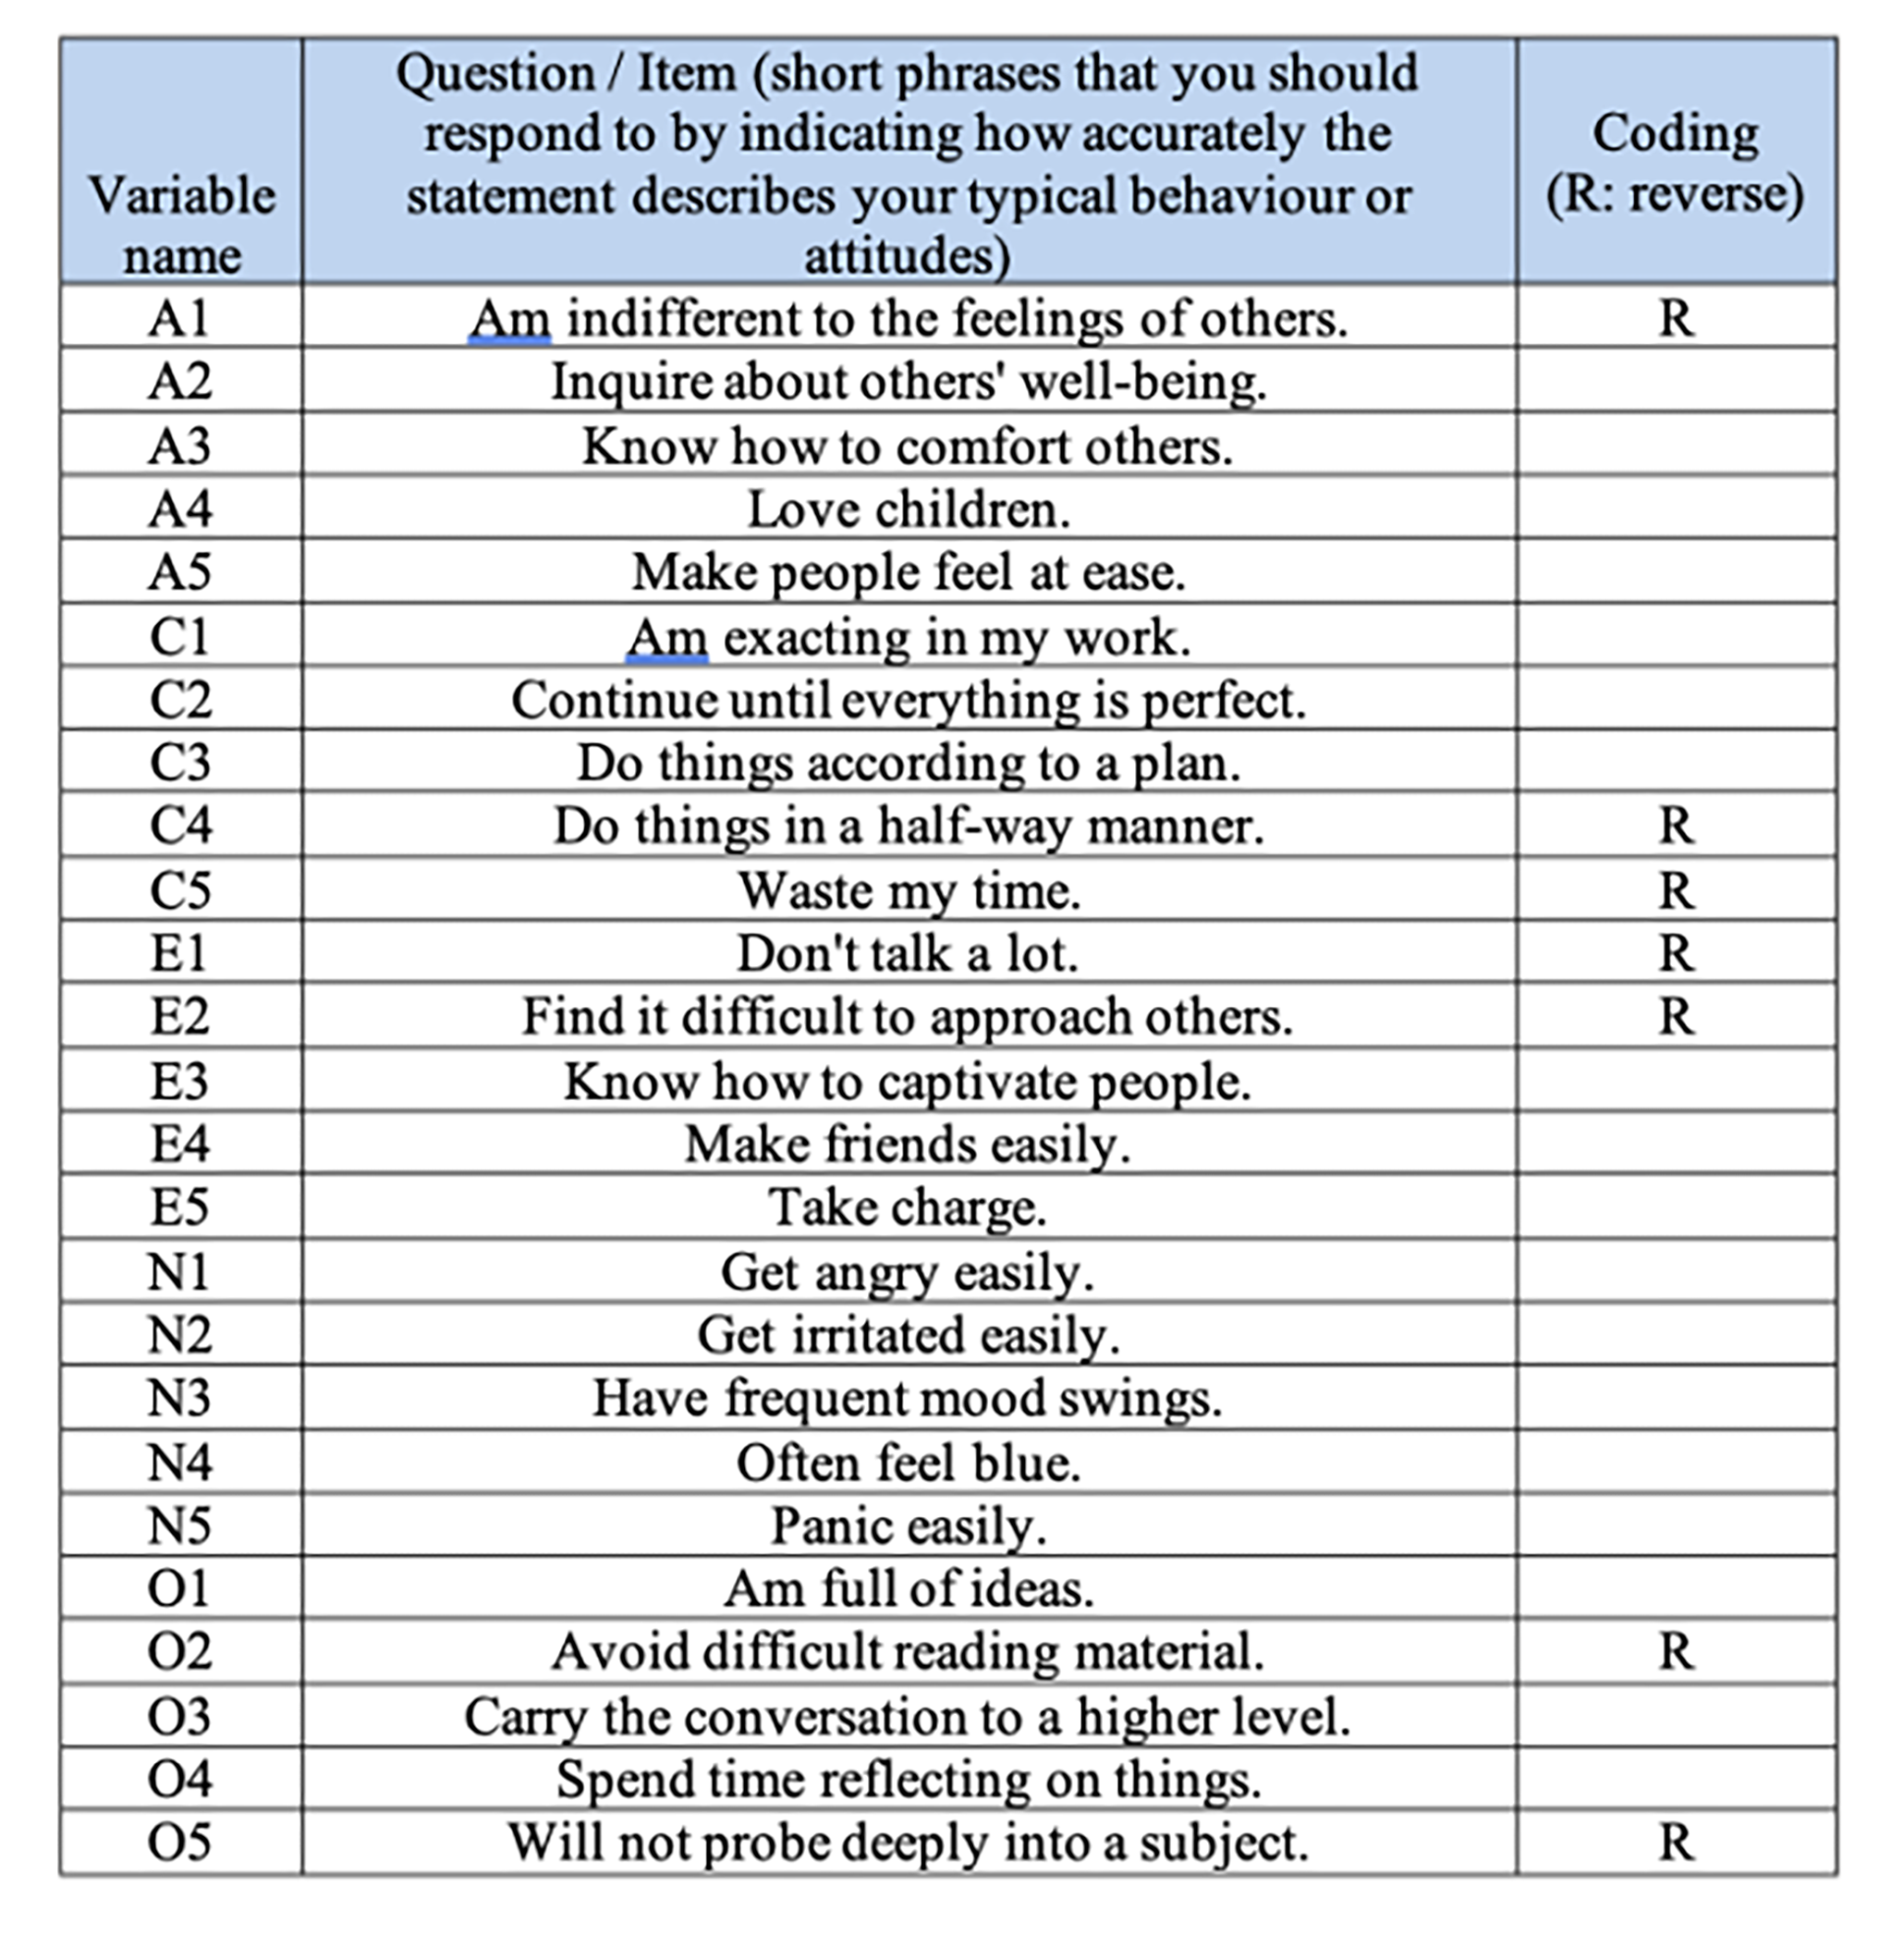 Variable name
Question / Item (short phrases that you should
respond to by indicating how accurately the
statement describes your typical behaviour or
attitudes)
Coding
(R: reverse)
A1 Am indifferent to the feelings of others. R
A2 Inquire about others' well-being.
A3 Know how to comfort others.
A4 Love children.
A5 Make people feel at ease.
C1 Am exacting in my work.
C2 Continue until everything is perfect.
C3 Do things according to a plan.
C4 Do things in a half-way manner. R
C5 Waste my time. R
E1 Don't talk a lot. R
E2 Find it difficult to approach others. R
E3 Know how to captivate people.
E4 Make friends easily.
E5 Take charge.
N1 Get angry easily.
N2 Get irritated easily.
N3 Have frequent mood swings.
N4 Often feel blue.
N5 Panic easily.
O1 Am full of ideas.
O2 Avoid difficult reading material. R
O3 Carry the conversation to a higher level.
O4 Spend time reflecting on things.
O5 Will not probe deeply into a subject. R